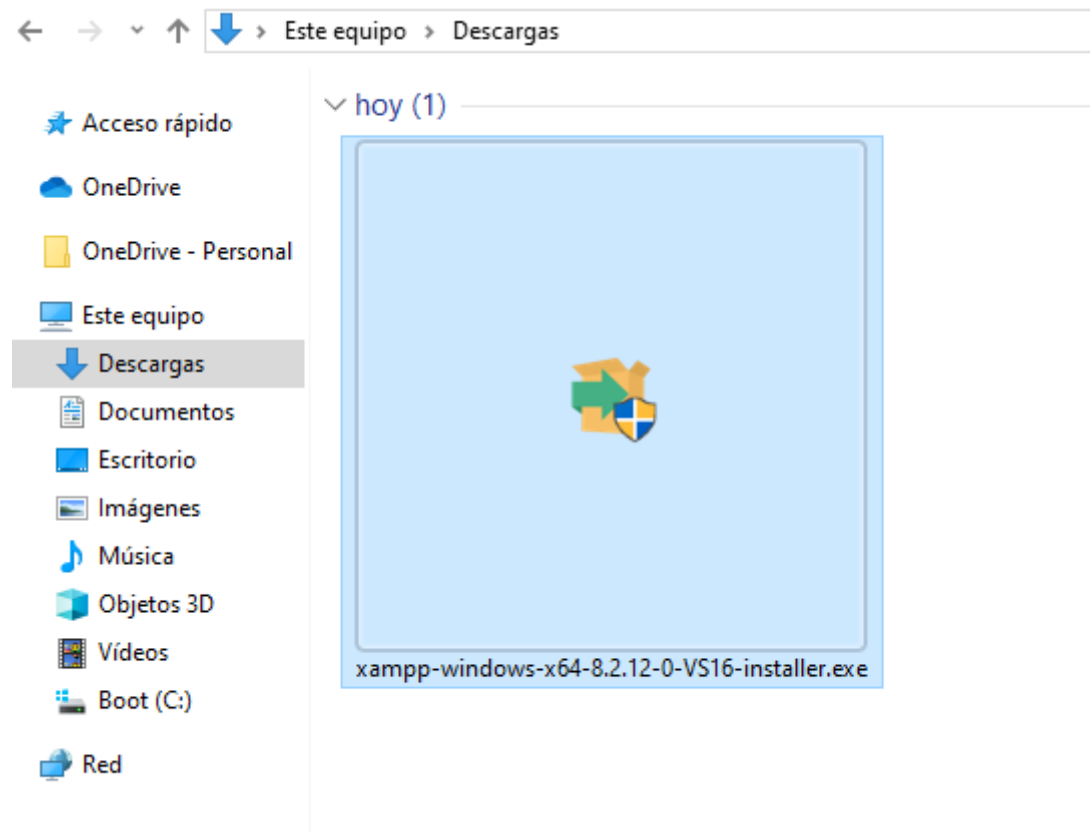 Este equipo > Descargas
Acceso rápido
OneDrive
OneDrive - Personal
Este equipo
Descargas
Documentos
Escritorio
Imágenes
Música
Objetos 3D
Vídeos
Boot (C:)
Red
hoy (1)
xampp-windows-x64-8.2.12-0-VS16-installer.exe